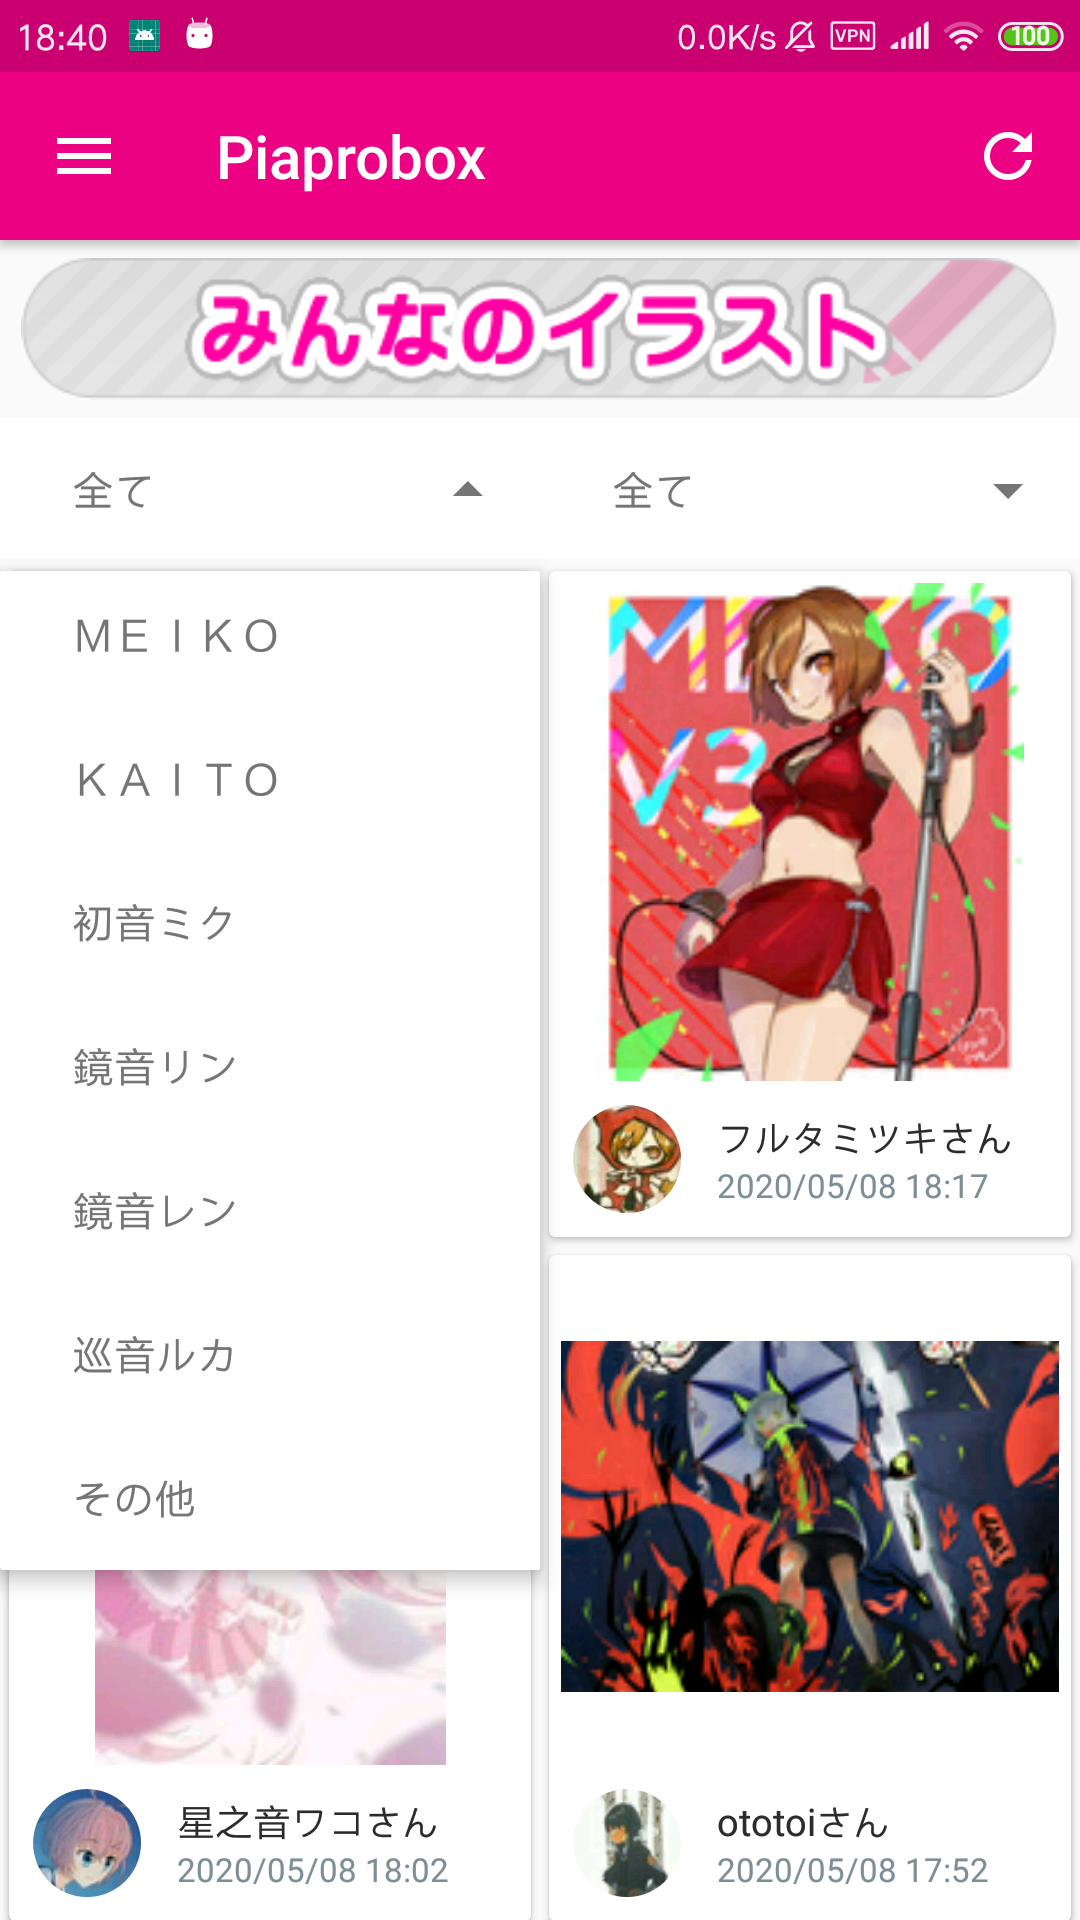 18:40
0.0K/s VPN 100
Piaprobox
みんなのイラスト
全て
全て
ＭＥＩＫＯ
ＫＡＩＴＯ
初音ミク
鏡音リン
鏡音レン
巡音ルカ
その他
V3
フルタミツキさん
2020/05/08 18:17
星之音ワコさん
2020/05/08 18:02
ototoiさん
2020/05/08 17:52